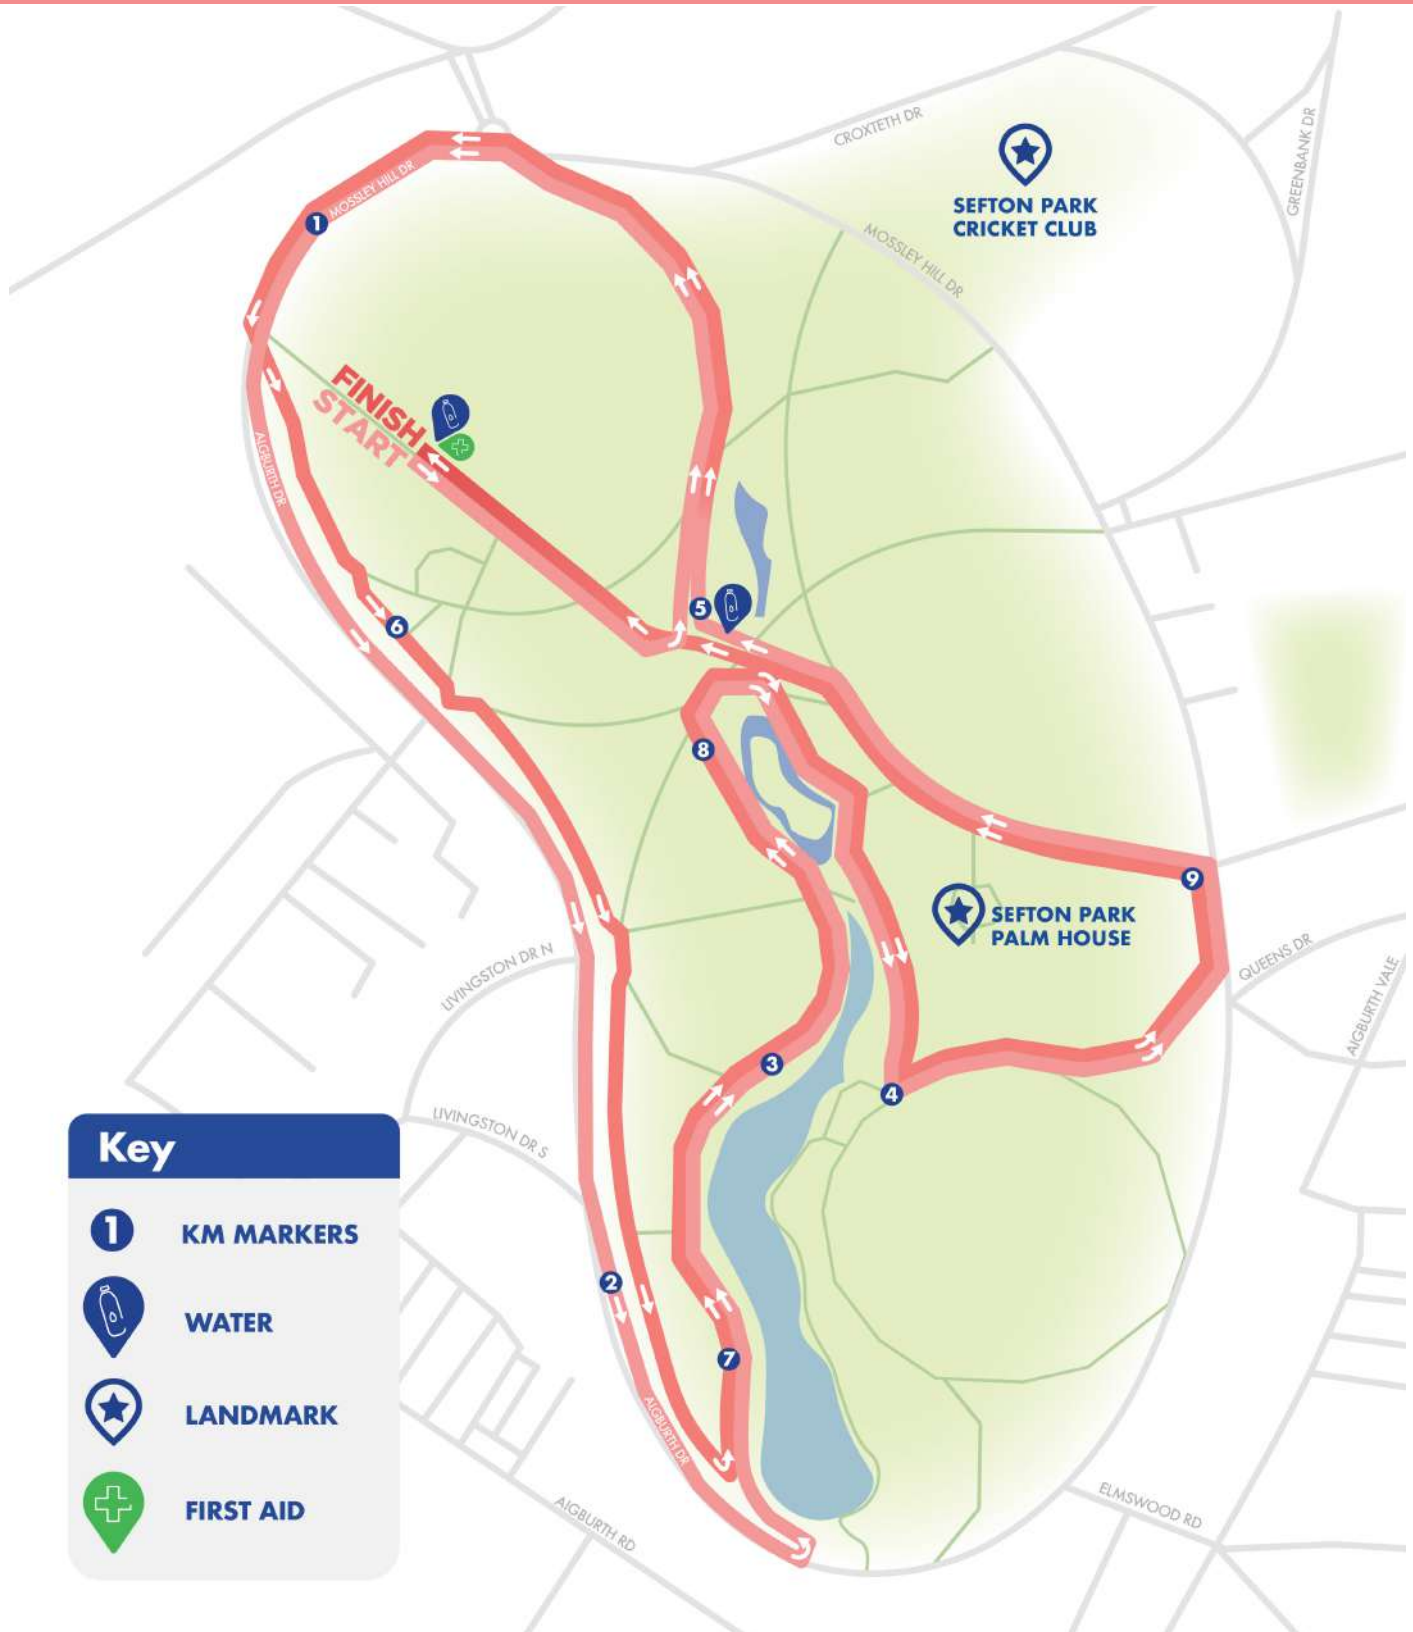 CROXTETH DR
GREENBANK DR
MOSSLEY HILL DR
SEFTON PARK
CRICKET CLUB
1
MOSSLEY HILL DR
FINISH
START
AIGBURTH DR
5
6
8
9
SEFTON PARK
PALM HOUSE
QUEENS DR
LIVINGSTON DR N
AIGBURTH VALE
3
4
LIVINGSTON DR S
2
7
AIGBURTH DR
AIGBURTH RD
ELMSWOOD RD
Key
1 KM MARKERS
WATER
LANDMARK
FIRST AID